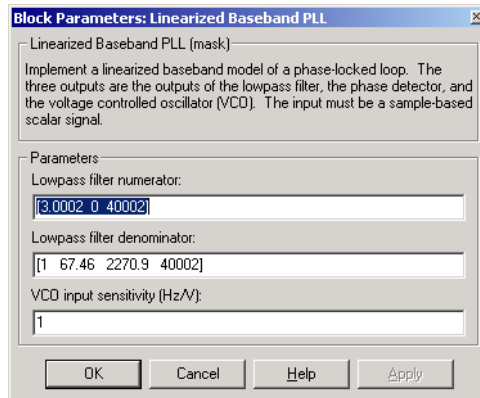 Block Parameters: Linearized Baseband PLL
Linearized Baseband PLL (mask)
Implement a linearized baseband model of a phase-locked loop. The
three outputs are the outputs of the lowpass filter, the phase detector, and
the voltage controlled oscillator (VCO). The input must be a sample-based
scalar signal.
Parameters
Lowpass filter numerator:
[3.0002 0 40002]
Lowpass filter denominator:
[1 67.46 2270.9 40002]
VCO input sensitivity (Hz/V):
1
OK Cancel Help Apply